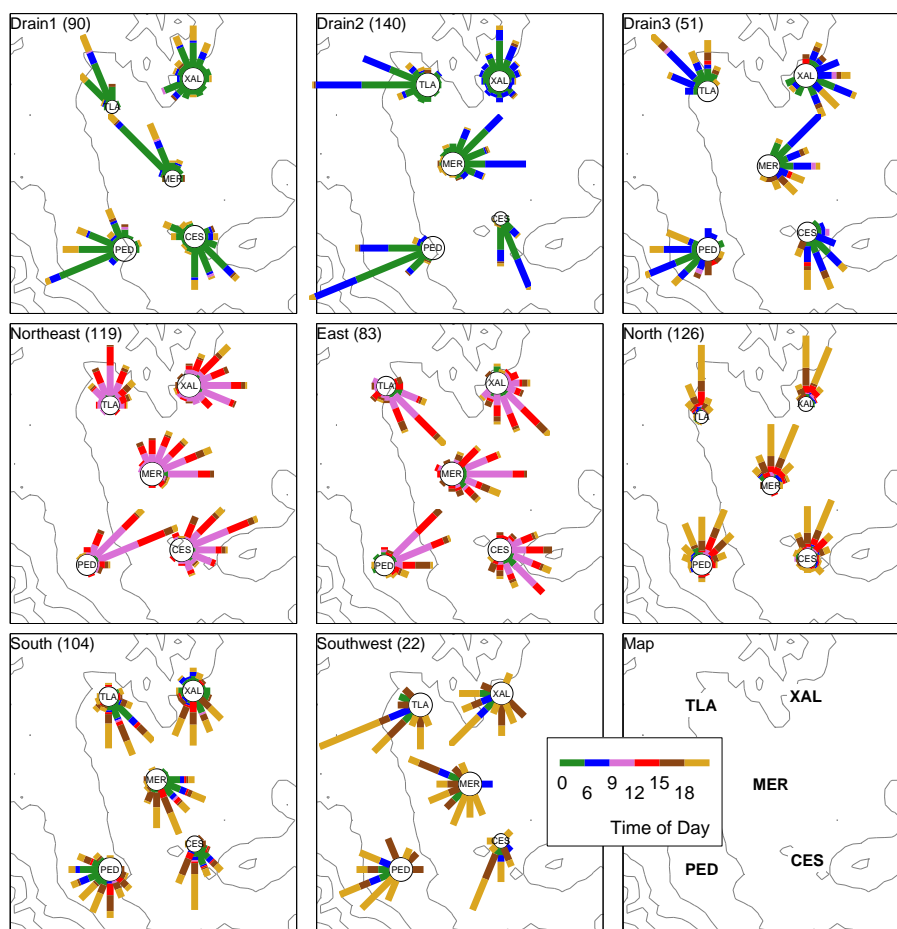 Drain1 (90)
XAL
TLA
MER
PED
CES
Drain2 (140)
TLA
XAL
MER
CES
PED
Drain3 (51)
XAL
TLA
MER
CES
PED
Northeast (119)
XAL
TLA
MER
CES
PED
East (83)
TLA
XAL
MER
CES
PED
North (126)
XAL
TLA
MER
CES
PED
South (104)
TLA
XAL
MER
CES
PED
Southwest (22)
XAL
TLA
MER
CES
PED
Map
TLA XAL
MER
PED CES
0 6 9 12 15 18
Time of Day